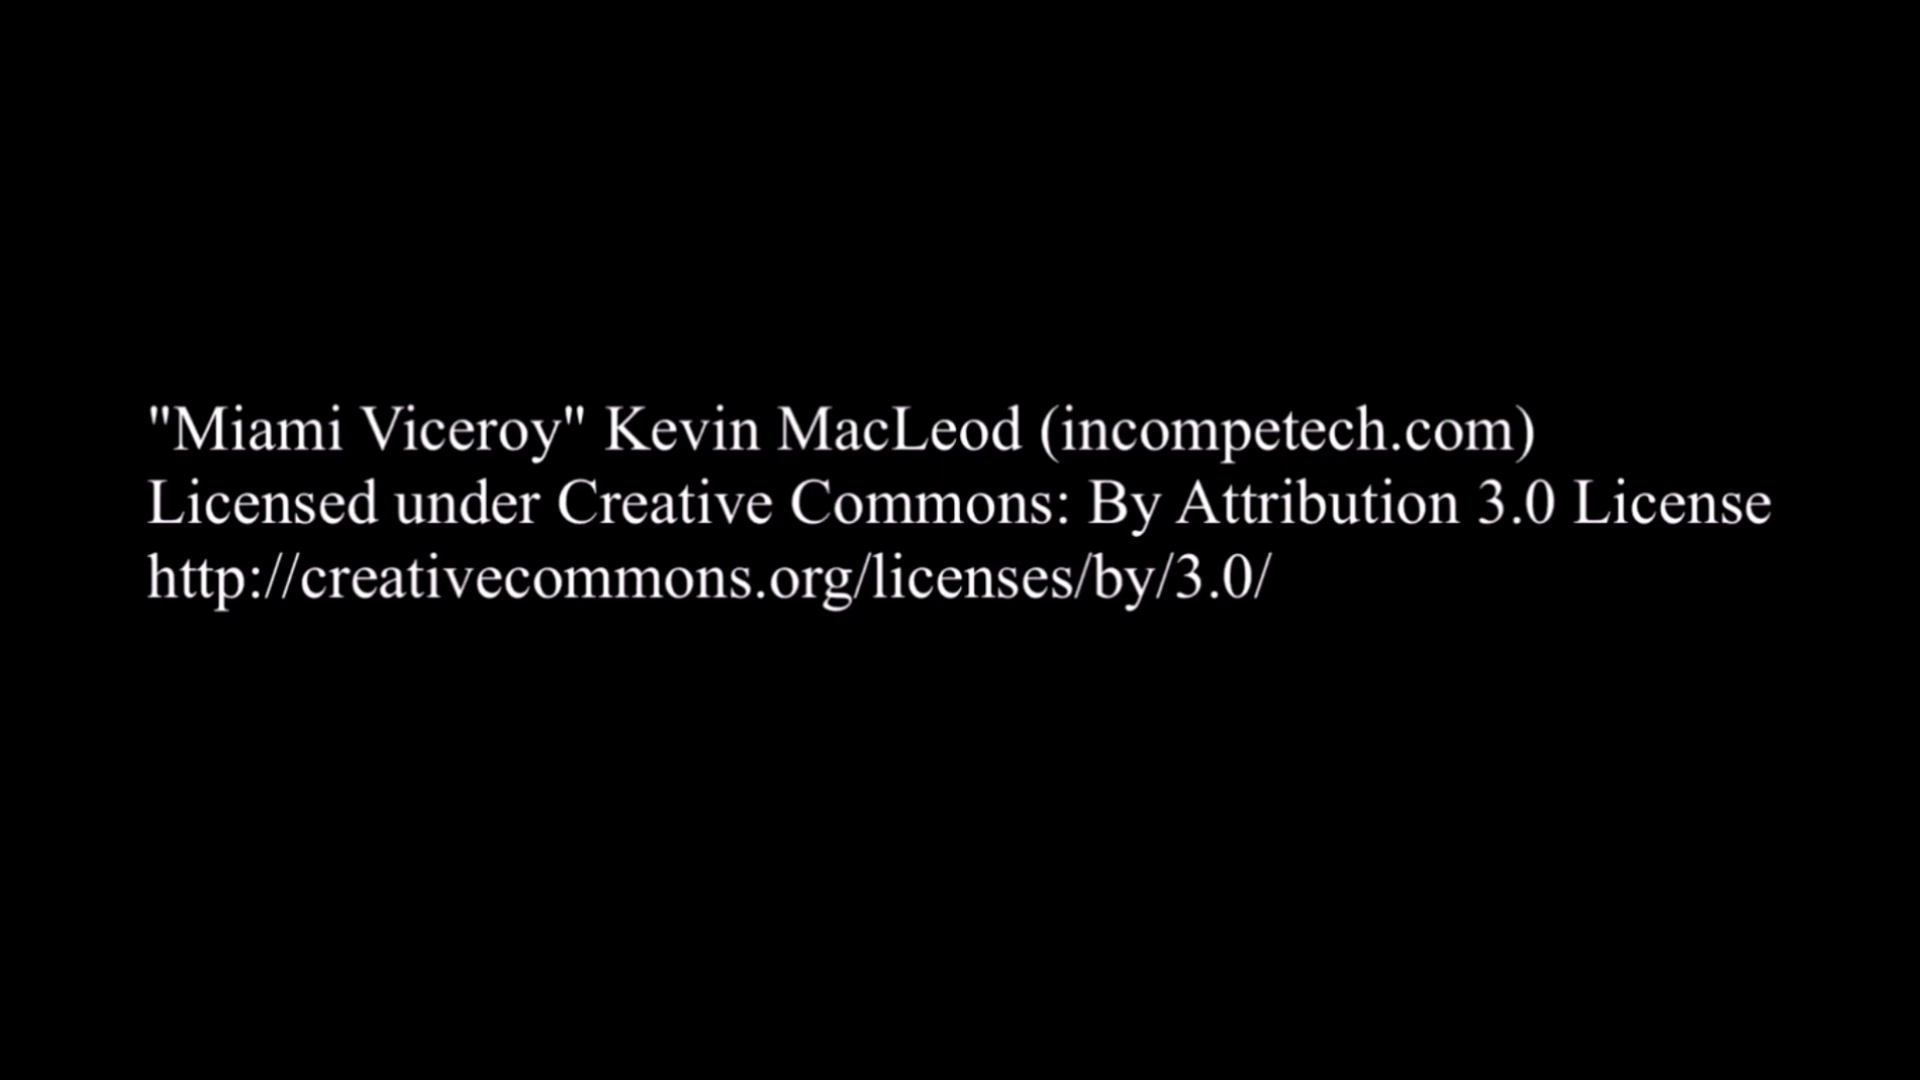 "Miami Viceroy" Kevin MacLeod (incompetech.com)
Licensed under Creative Commons: By Attribution 3.0 License
http://creativecommons.org/licenses/by/3.0/